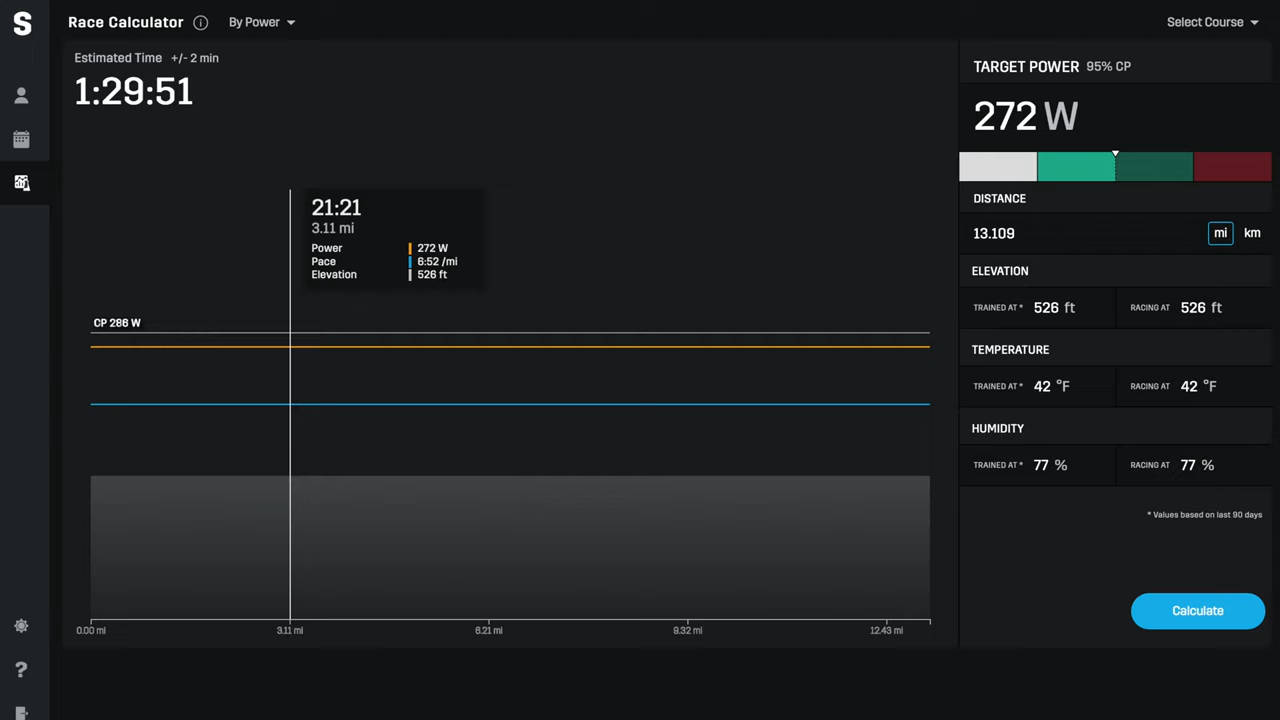 S
Race Calculator i By Power
Select Course
Estimated Time +/- 2 min
1:29:51
21:21
3.11 mi
Power 272 W
Pace 6:52 /mi
Elevation 526 ft
CP 286 W
0.00 mi 3.11 mi 6.21 mi 9.32 mi 12.43 mi
TARGET POWER 95% CP
272 W
DISTANCE
13.109 mi km
ELEVATION
TRAINED AT * 526 ft RACING AT 526 ft
TEMPERATURE
TRAINED AT * 42 °F RACING AT 42 °F
HUMIDITY
TRAINED AT * 77 % RACING AT 77 %
* Values based on last 90 days
Calculate
?